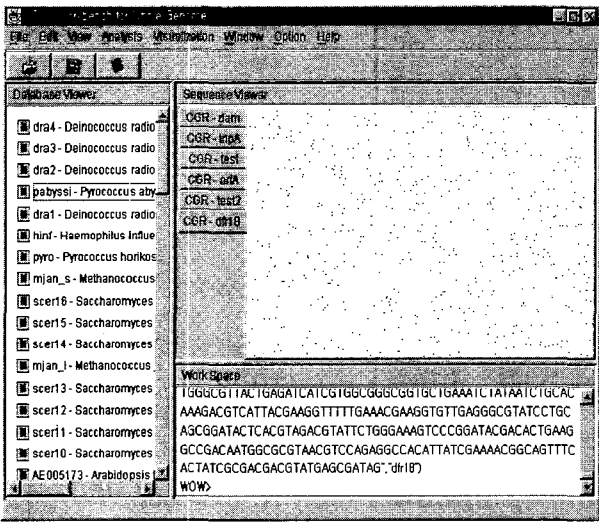 File Edit View Analysis Visualization Window Option Help
Database Viewer
dra4 - Deinococcus radio
dra3 - Deinococcus radio
dra2 - Deinococcus radio
pabyssi - Pyrococcus aby
dra1 - Deinococcus radio
hinf - Haemophilus Influe
pyro - Pyrococcus horikos
mjan_s - Methanococcus
scer16 - Saccharomyces
scer15 - Saccharomyces
scer14 - Saccharomyces
mjan_l - Methanococcus
scer13 - Saccharomyces
scer12 - Saccharomyces
scer11 - Saccharomyces
scer10 - Saccharomyces
AE005173 - Arabidopsis
Sequence Viewer
CGR - dam
CGR - test
CGR - test2
CGR - dfr18
Work Space
TGGGCGTTACTGAGATCATCGTGGCGGGCGGTGCTGAAATCTATAATCTGCAC
AAAGACGTCATTACGAAGGTTTTTGAAACGAAGGTGTTGAGGGCGTATCCTGC
AGCGGATACTCACGTAGACGTATTCTGGGAAAGTCCCGGATACGACACTGAAG
GCCGACAATGGCGCGTAACGTCCAGAGGCCACATTATCGAAAACGGCAGTTTC
ACTATCGCGACGACGTATGAGCGATAG","dfr18")
WOW>